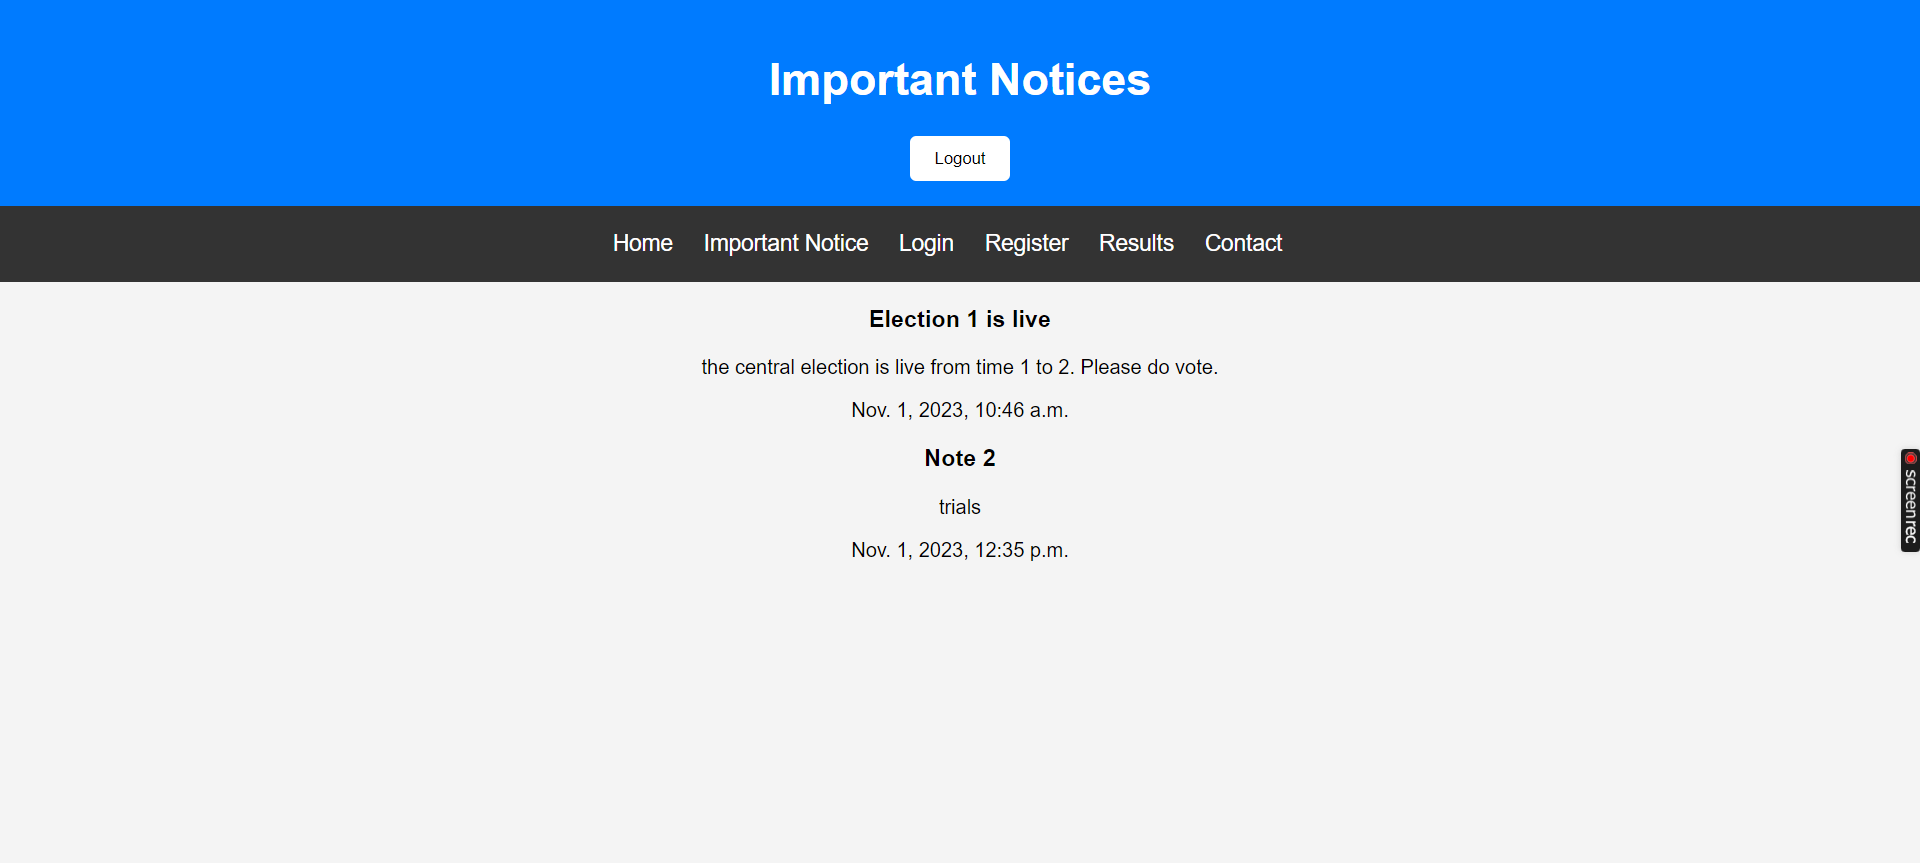 Important Notices
Logout
Home Important Notice Login Register Results Contact
Election 1 is live
the central election is live from time 1 to 2. Please do vote.
Nov. 1, 2023, 10:46 a.m.
Note 2
trials
Nov. 1, 2023, 12:35 p.m.
screenrec